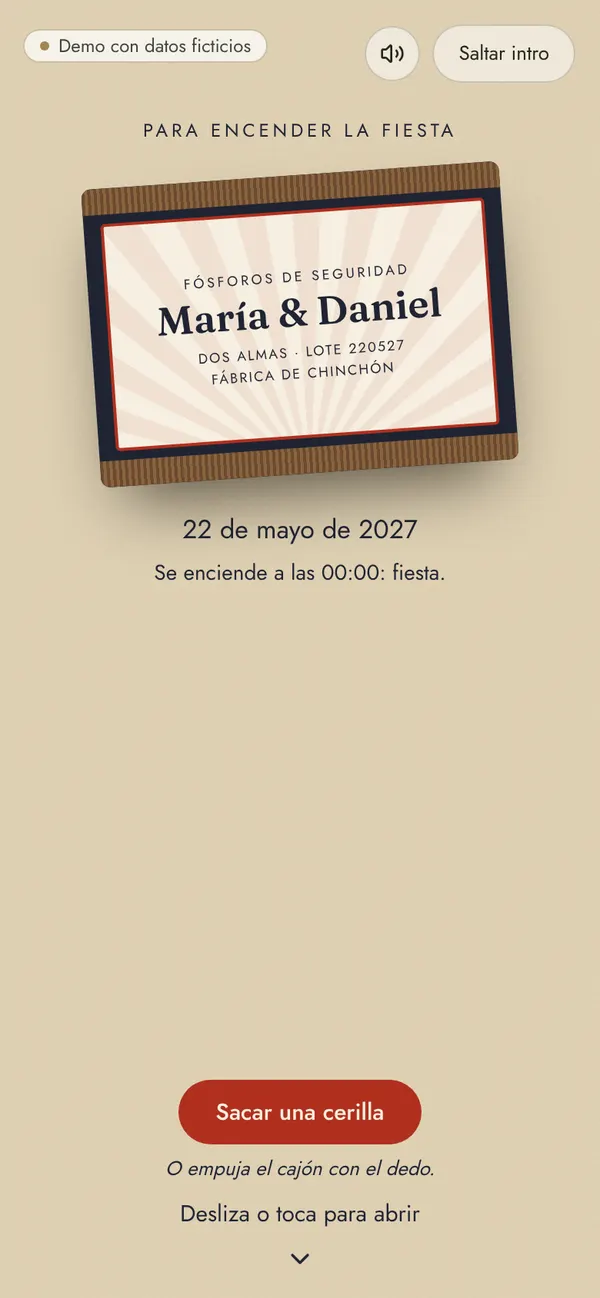 Demo con datos ficticios
Saltar intro
PARA ENCENDER LA FIESTA
FÓSFOROS DE SEGURIDAD
María & Daniel
DOS ALMAS · LOTE 220527
FÁBRICA DE CHINCHÓN
22 de mayo de 2027
Se enciende a las 00:00: fiesta.
Sacar una cerilla
O empuja el cajón con el dedo.
Desliza o toca para abrir